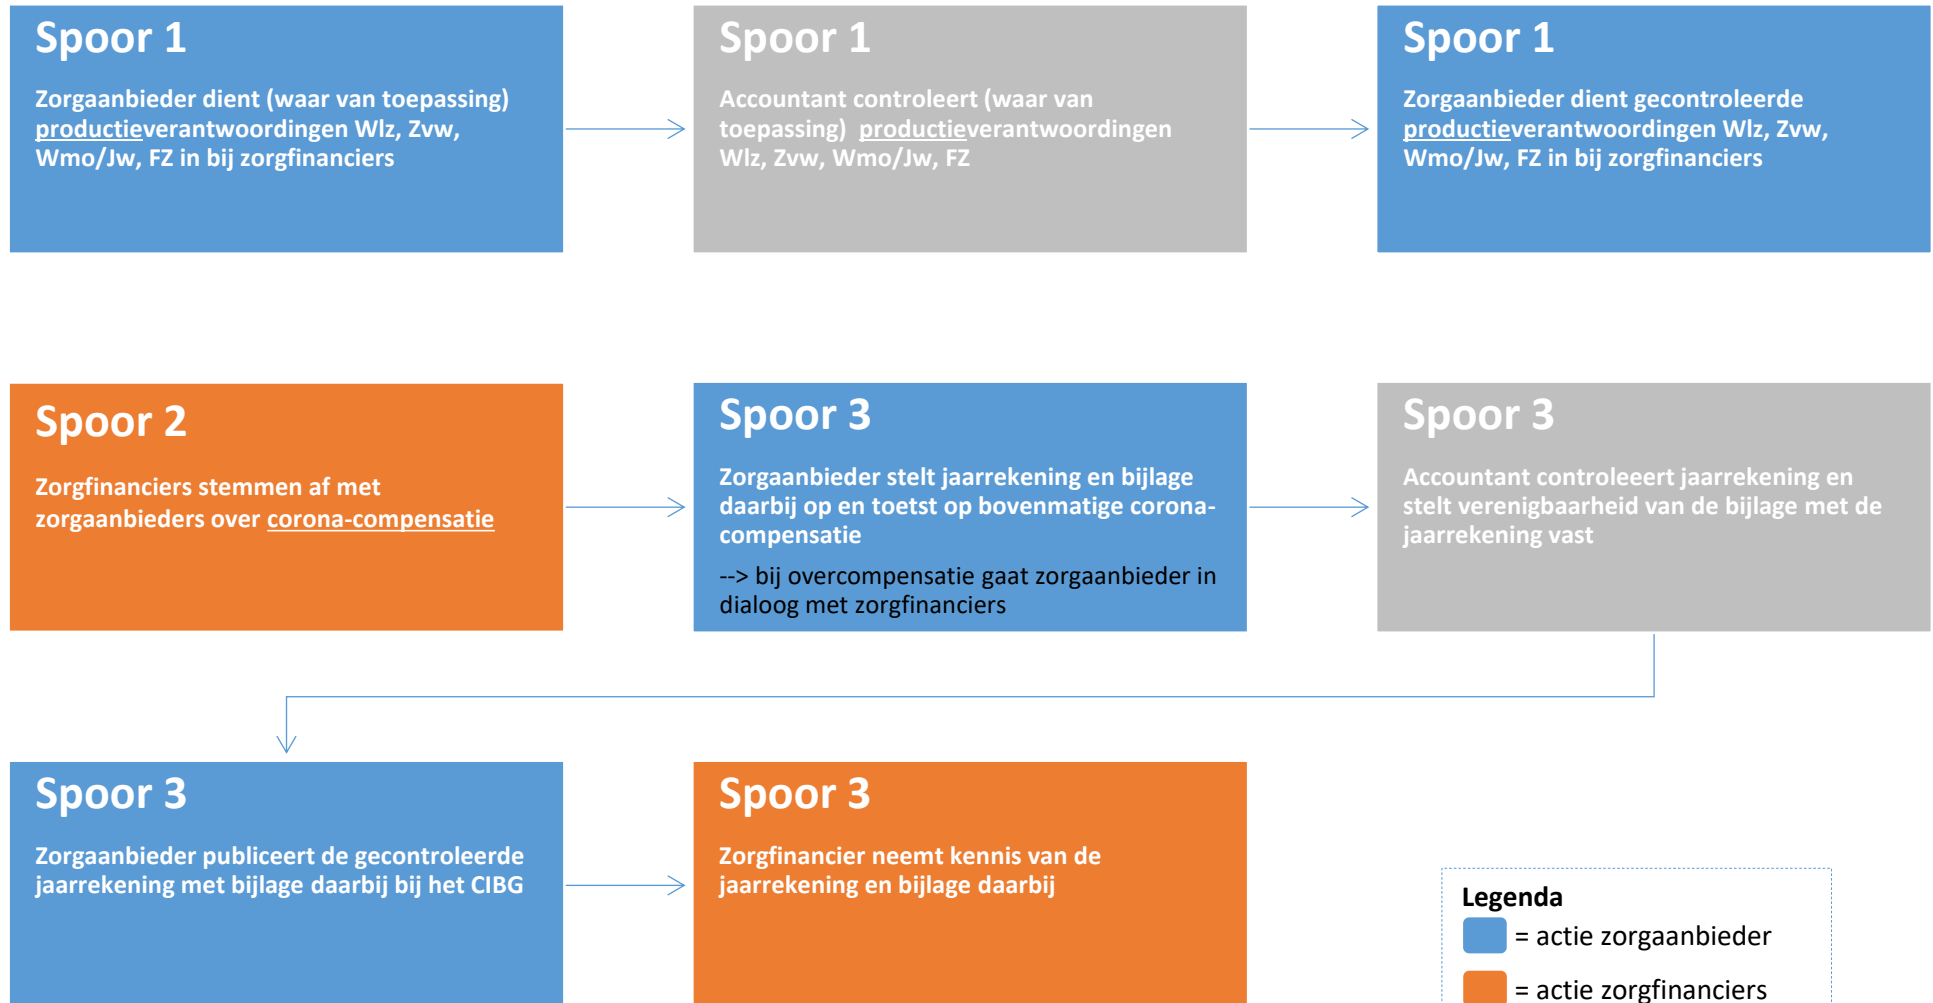 Spoor 1
Zorgaanbieder dient (waar van toepassing)
productieverantwoordingen Wlz, Zvw,
Wmo/Jw, FZ in bij zorgfinanciers
Spoor 1
Accountant controleert (waar van
toepassing) productieverantwoordingen
Wlz, Zvw, Wmo/Jw, FZ
Spoor 1
Zorgaanbieder dient gecontroleerde
productieverantwoordingen Wlz, Zvw,
Wmo/Jw, FZ in bij zorgfinanciers
Spoor 2
Zorgfinanciers stemmen af met
zorgaanbieders over corona-compensatie
Spoor 3
Zorgaanbieder stelt jaarrekening en bijlage
daarbij op en toetst op bovenmatige corona-
compensatie
--> bij overcompensatie gaat zorgaanbieder in
dialoog met zorgfinanciers
Spoor 3
Accountant controleeert jaarrekening en
stelt verenigbaarheid van de bijlage met de
jaarrekening vast
Spoor 3
Zorgaanbieder publiceert de gecontroleerde
jaarrekening met bijlage daarbij bij het CIBG
Spoor 3
Zorgfinancier neemt kennis van de
jaarrekening en bijlage daarbij
Legenda
= actie zorgaanbieder
= actie zorgfinanciers